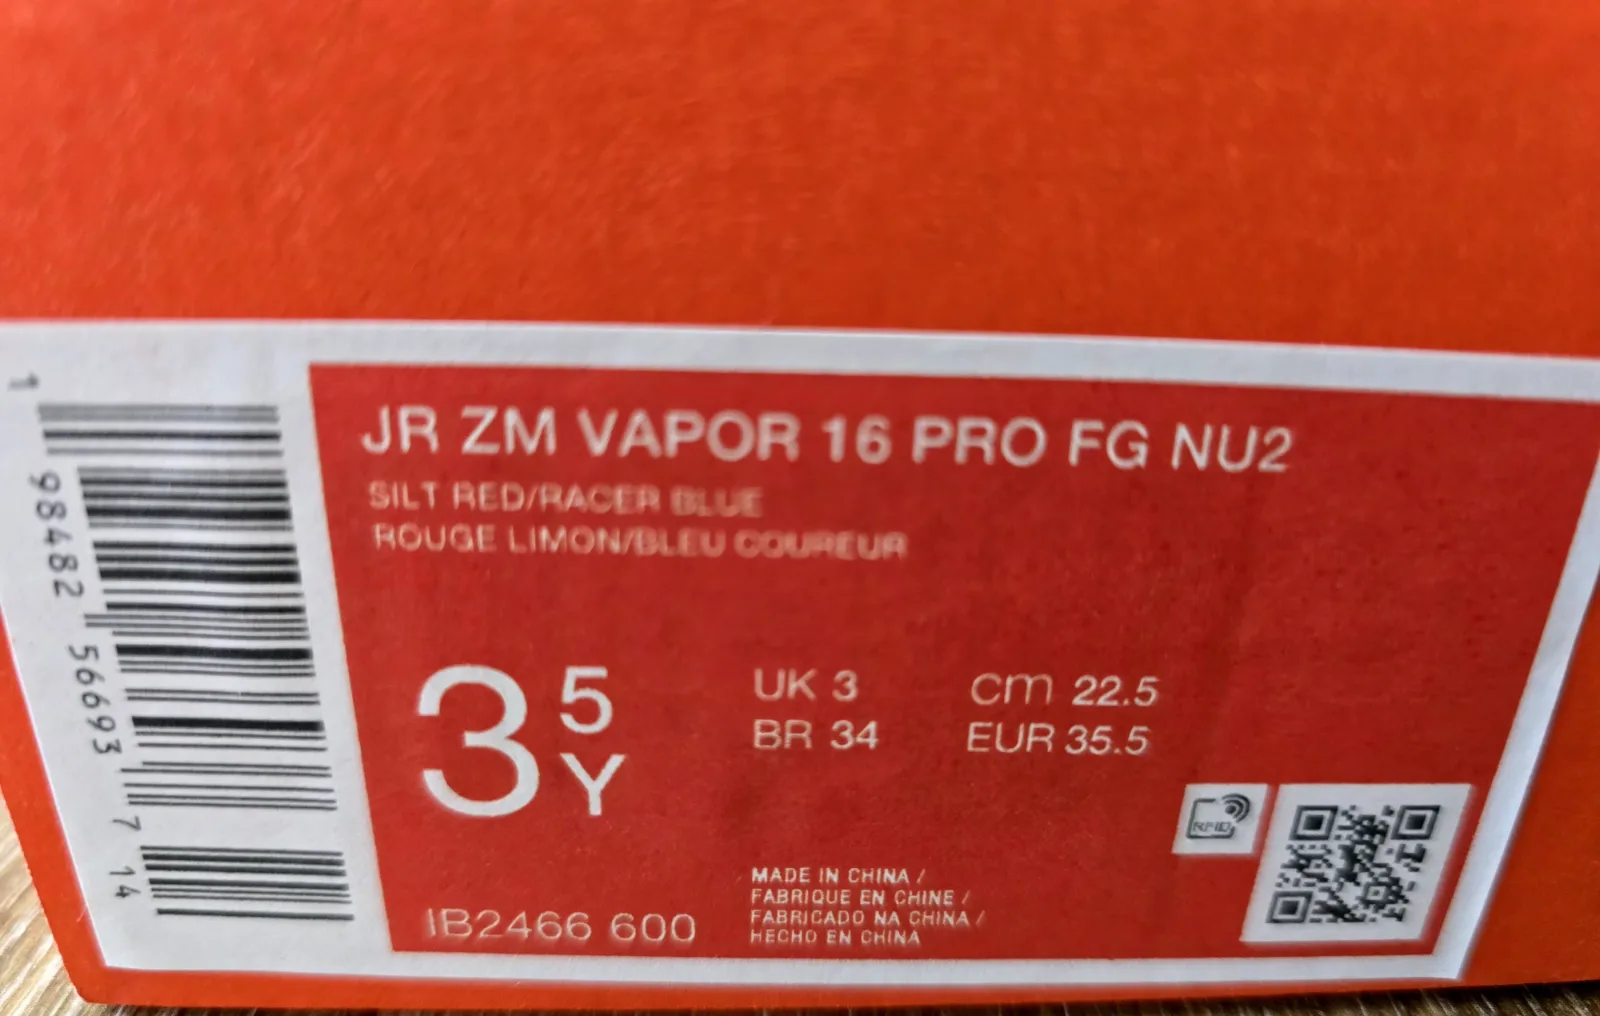 1 98482 56693 7 14
JR ZM VAPOR 16 PRO FG NU2
SILT RED/RACER BLUE
ROUGE LIMON/BLEU COUREUR
3 5 Y
UK 3 cm 22.5
BR 34 EUR 35.5
RFID
IB2466 600
MADE IN CHINA /
FABRIQUE EN CHINE /
FABRICADO NA CHINA /
HECHO EN CHINA